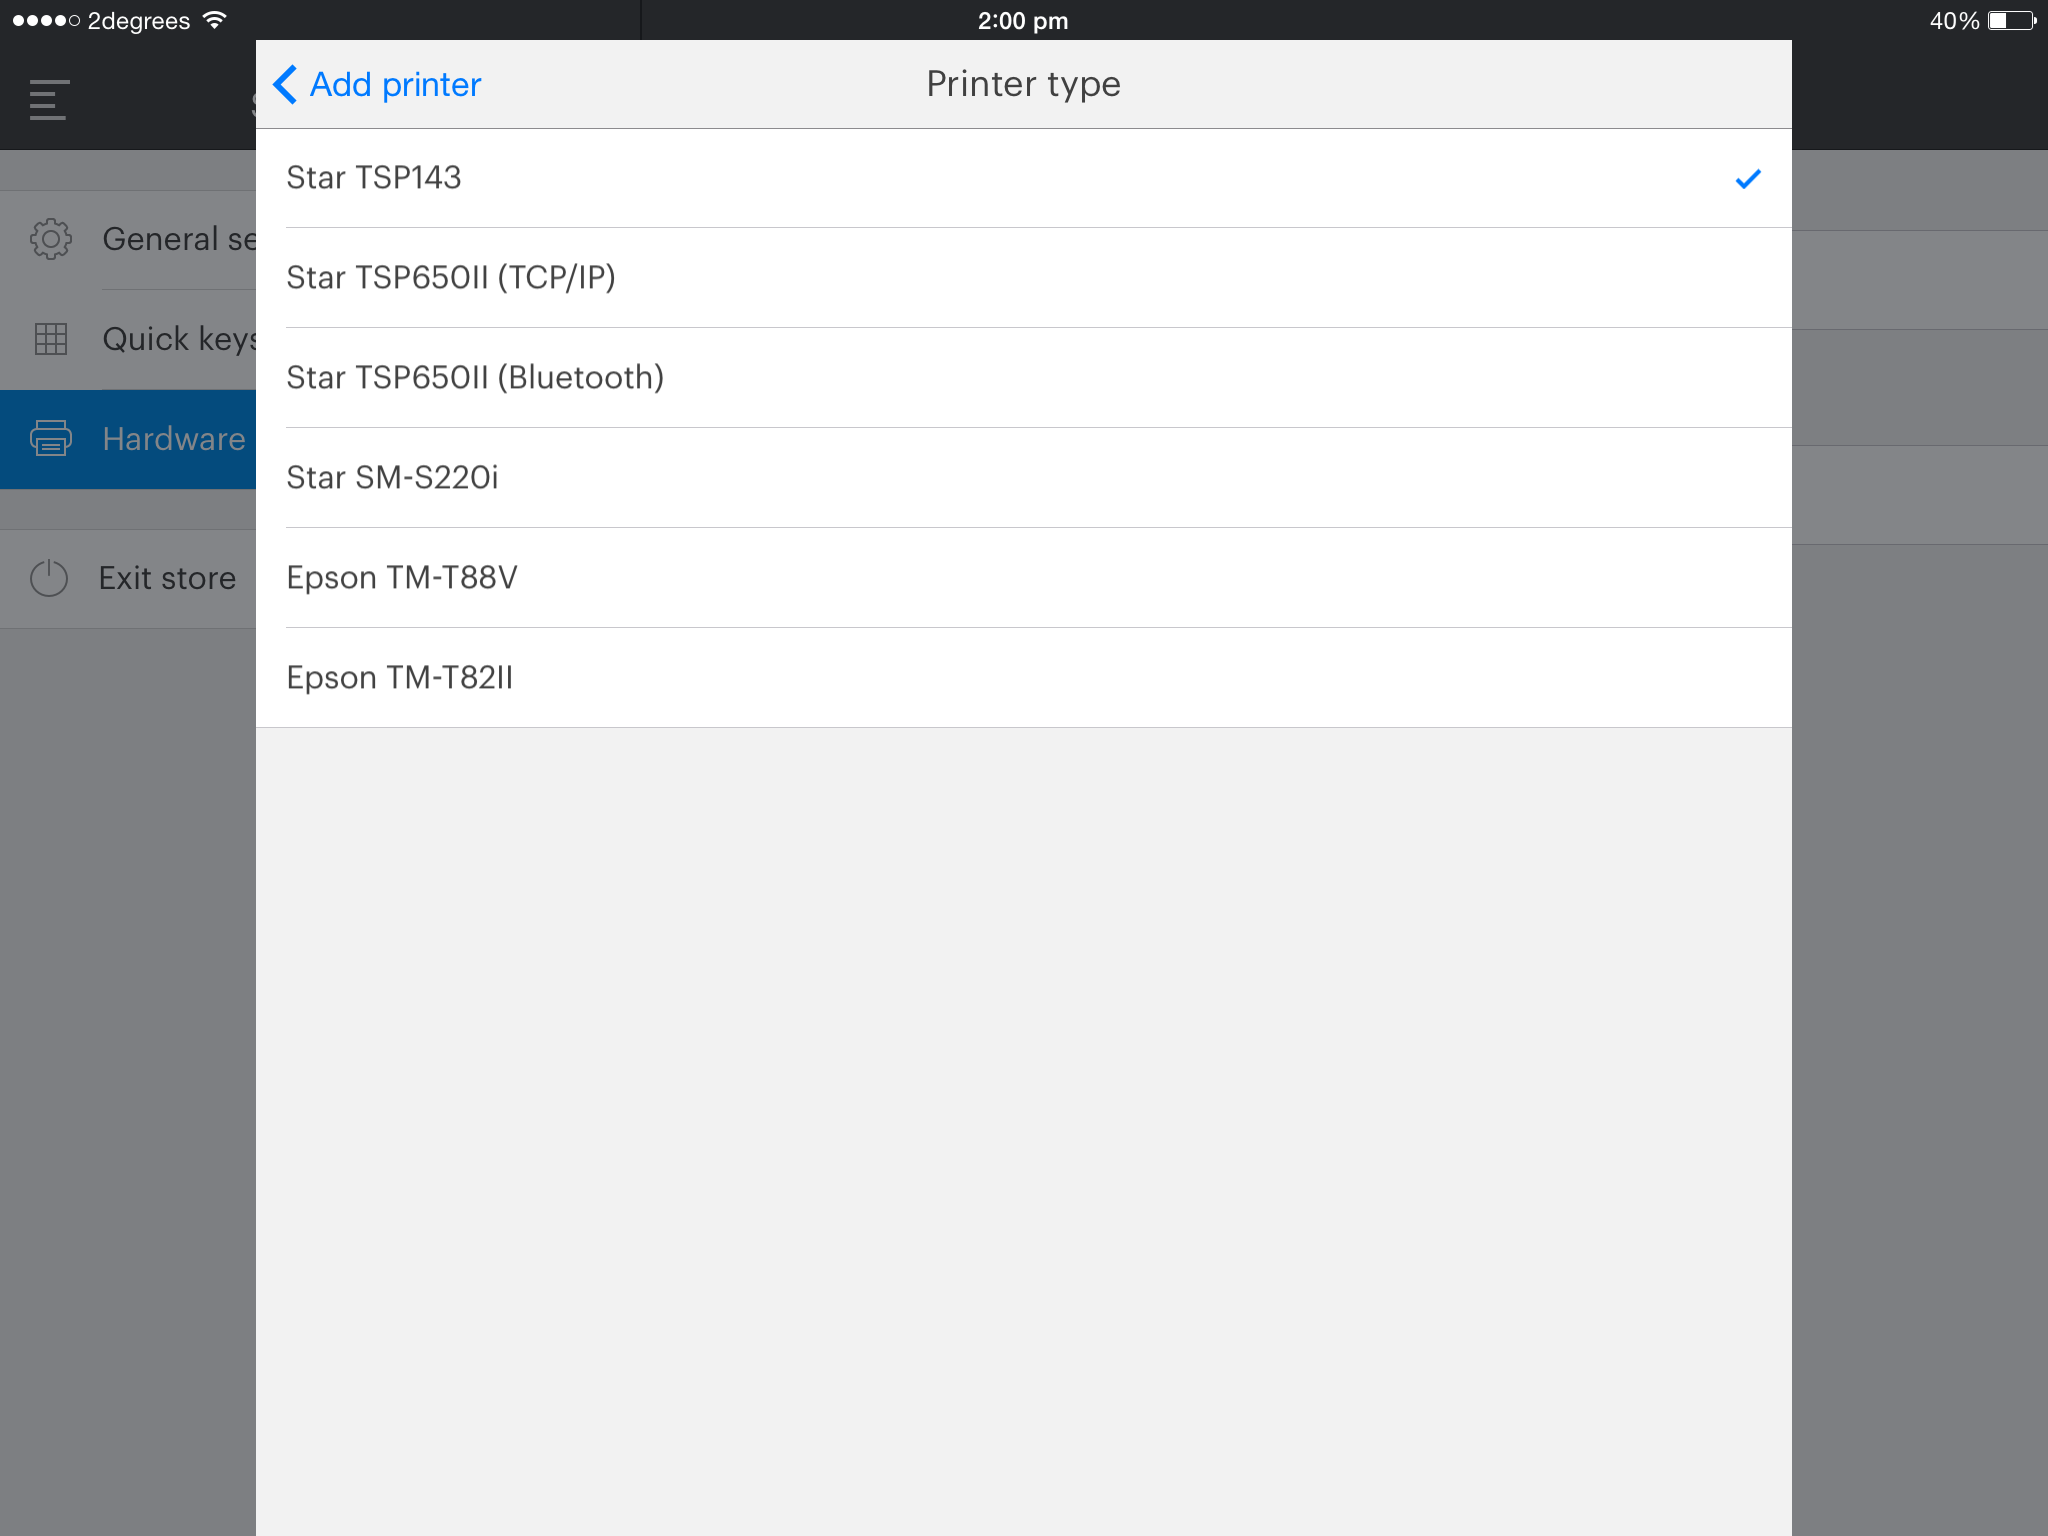 2degrees
2:00 pm
40%
Add printer
Printer type
Star TSP143
Star TSP650II (TCP/IP)
Star TSP650II (Bluetooth)
Star SM-S220i
Epson TM-T88V
Epson TM-T82II
General se
Quick keys
Hardware
Exit store